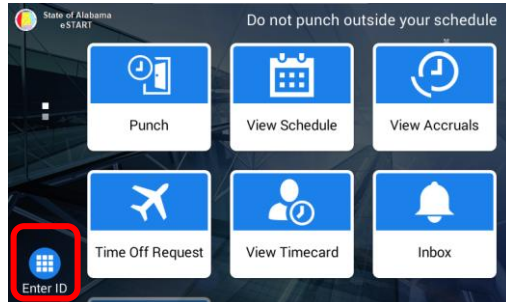 State of Alabama
eSTART
Do not punch outside your schedule
Punch
View Schedule
View Accruals
Time Off Request
View Timecard
Inbox
Enter ID